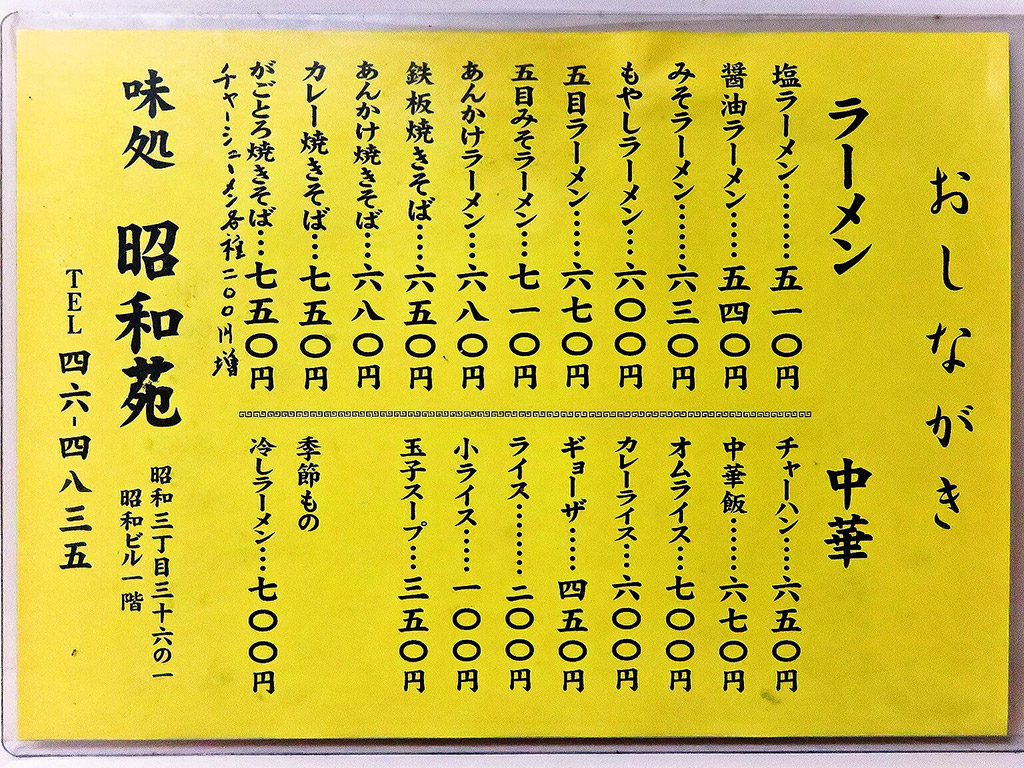 おしながき
ラーメン
塩ラーメン………五一〇円
醤油ラーメン……五四〇円
みそラーメン……六三〇円
もやしラーメン…六〇〇円
五目ラーメン……六七〇円
五目みそラーメン…七一〇円
あんかけラーメン…六八〇円
鉄板焼きそば……六五〇円
あんかけ焼きそば…六八〇円
カレー焼きそば…七五〇円
がごとろ焼きそば…七五〇円
チャーシューメン各種二〇〇円増
中華
チャーハン……六五〇円
中華飯………六七〇円
オムライス……七〇〇円
カレーライス…六〇〇円
ギョーザ……四五〇円
ライス…………二〇〇円
小ライス………一〇〇円
玉子スープ……三五〇円
季節もの
冷しラーメン…七〇〇円
味処 昭和苑
昭和三丁目三十六の一
昭和ビル一階
TEL 四六-四八三五